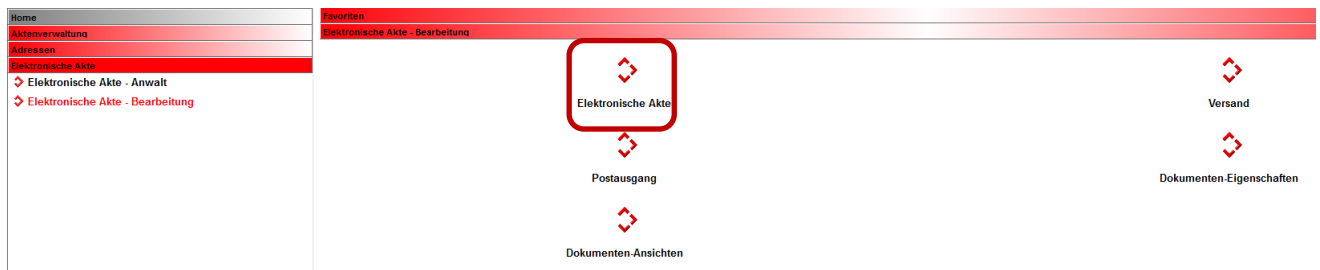 Home
Aktenverwaltung
Adressen
Elektronische Akte
Elektronische Akte - Anwalt
Elektronische Akte - Bearbeitung
Favoriten
Elektronische Akte - Bearbeitung
Elektronische Akte
Versand
Postausgang
Dokumenten-Eigenschaften
Dokumenten-Ansichten